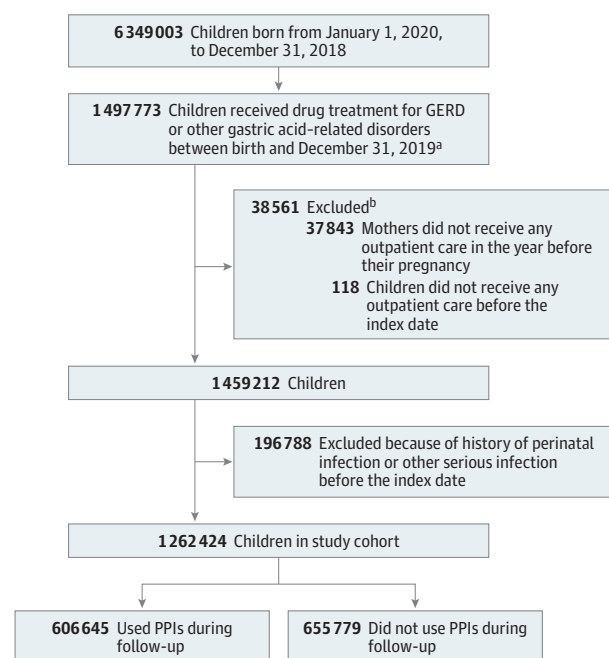 6349003 Children born from January 1, 2020,
to December 31, 2018
1497773 Children received drug treatment for GERD
or other gastric acid-related disorders
between birth and December 31, 2019a
38561 Excludedb
37843 Mothers did not receive any
outpatient care in the year before
their pregnancy
118 Children did not receive any
outpatient care before the
index date
1459212 Children
196788 Excluded because of history of perinatal
infection or other serious infection
before the index date
1262424 Children in study cohort
606645 Used PPIs during
follow-up
655779 Did not use PPIs during
follow-up